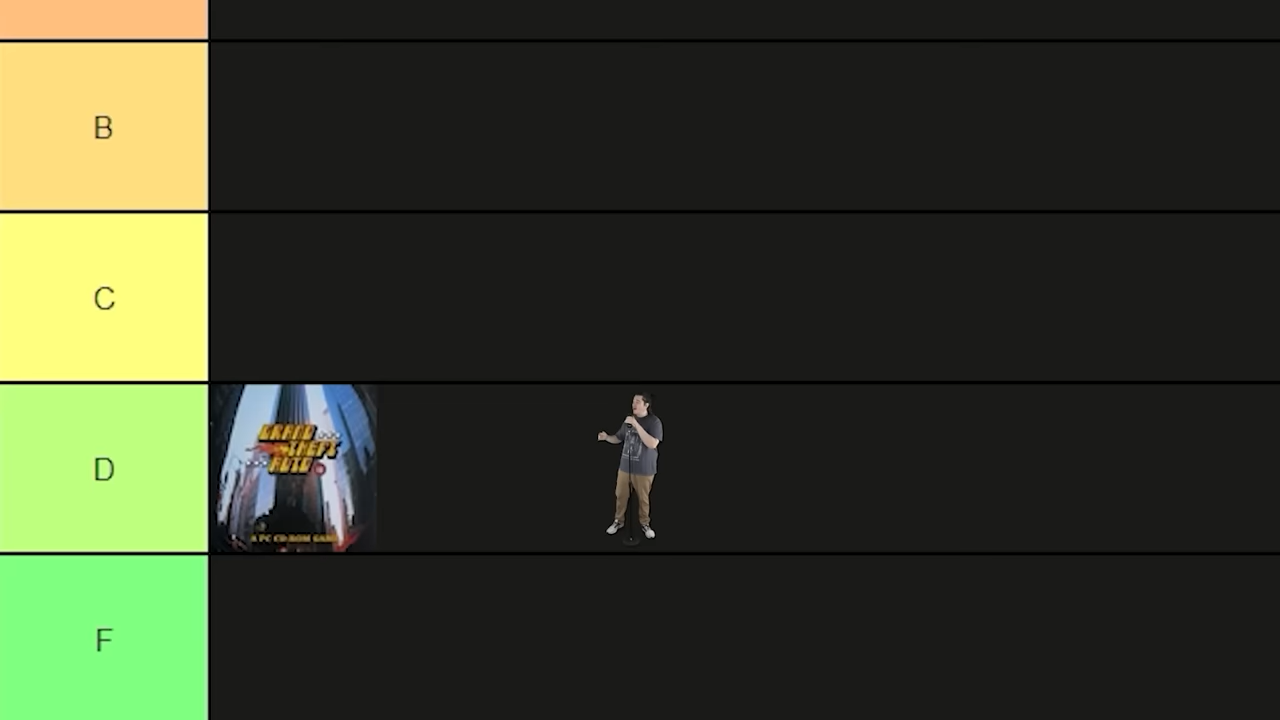 B
C
D
GRAND
THEFT
AUTO
A PC CD-ROM GAME
F